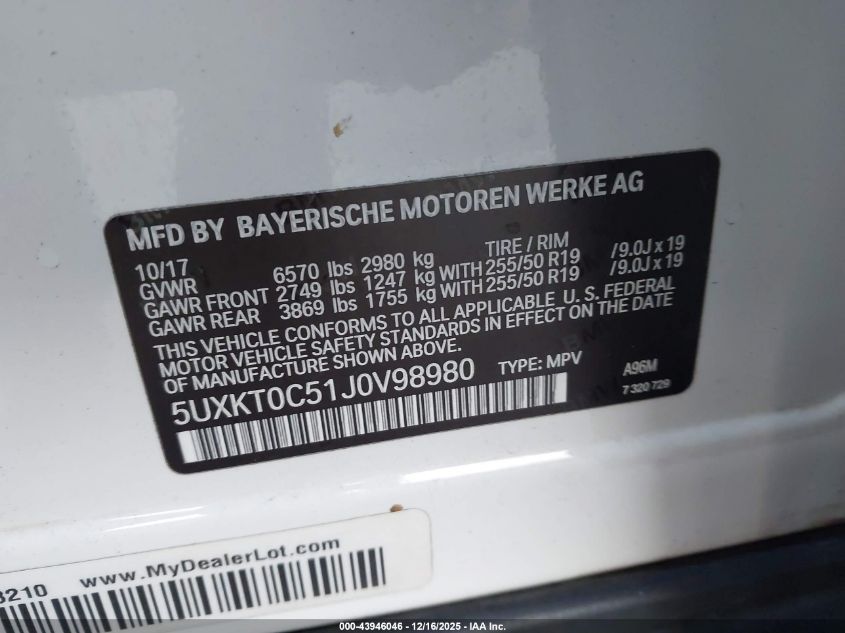 MFD BY BAYERISCHE MOTOREN WERKE AG
10/17 TIRE / RIM
GVWR 6570 lbs 2980 kg
GAWR FRONT 2749 lbs 1247 kg WITH 255/50 R19 /9.0J x 19
GAWR REAR 3869 lbs 1755 kg WITH 255/50 R19 /9.0J x 19
THIS VEHICLE CONFORMS TO ALL APPLICABLE U. S. FEDERAL
MOTOR VEHICLE SAFETY STANDARDS IN EFFECT ON THE DATE
OF MANUFACTURE SHOWN ABOVE.
5UXKT0C51J0V98980 TYPE: MPV A96M
7 320 729
3210 www.MyDealerLot.com
000-43946046 - 12/16/2025 - IAA Inc.